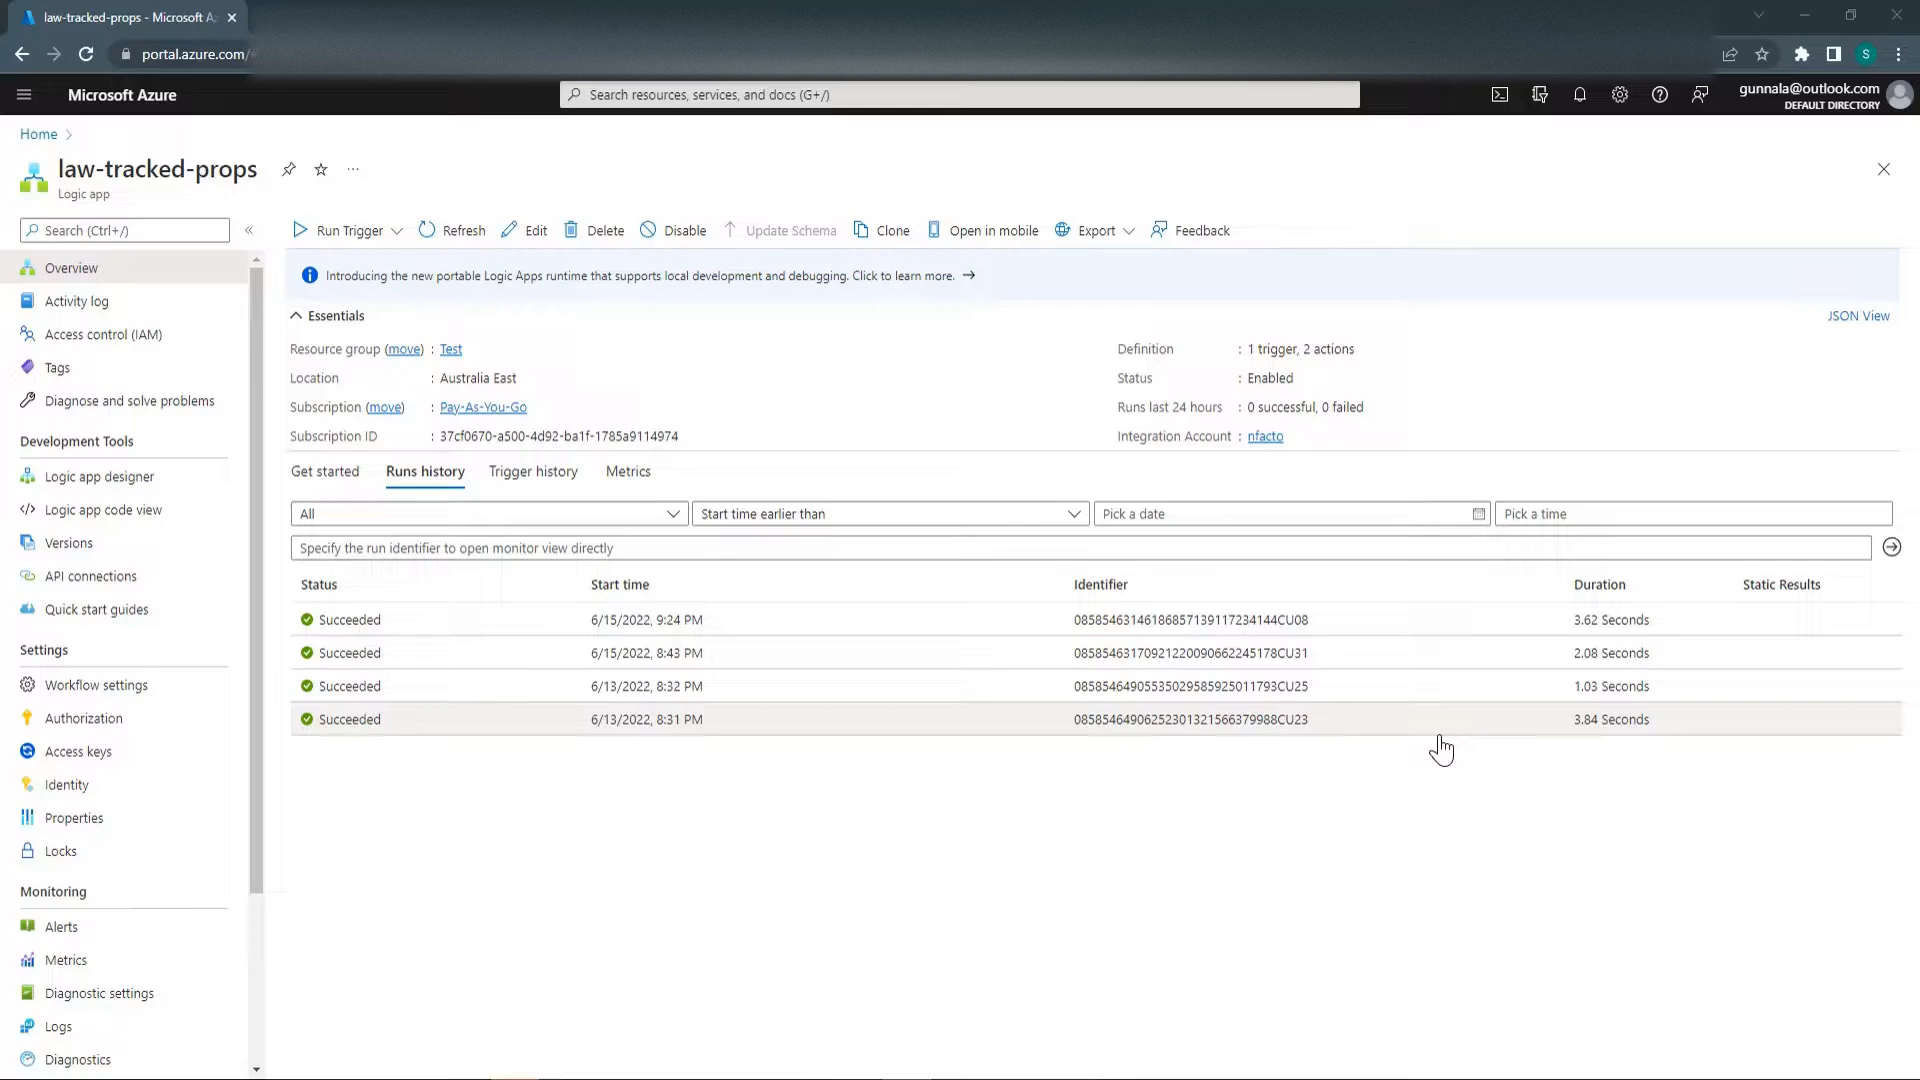 law-tracked-props - Microsoft A
portal.azure.com/
S
Microsoft Azure
Search resources, services, and docs (G+/)
gunnala@outlook.com
DEFAULT DIRECTORY
Home
law-tracked-props
Logic app
Search (Ctrl+/)
Run Trigger
Refresh
Edit
Delete
Disable
Update Schema
Clone
Open in mobile
Export
Feedback
Overview
Activity log
Access control (IAM)
Tags
Diagnose and solve problems
Development Tools
Logic app designer
Logic app code view
Versions
API connections
Quick start guides
Settings
Workflow settings
Authorization
Access keys
Identity
Properties
Locks
Monitoring
Alerts
Metrics
Diagnostic settings
Logs
Diagnostics
Introducing the new portable Logic Apps runtime that supports local development and debugging. Click to learn more.
Essentials
JSON View
Resource group (move) : Test
Location : Australia East
Subscription (move) : Pay-As-You-Go
Subscription ID : 37cf0670-a500-4d92-ba1f-1785a9114974
Definition : 1 trigger, 2 actions
Status : Enabled
Runs last 24 hours : 0 successful, 0 failed
Integration Account : nfacto
Get started Runs history Trigger history Metrics
All Start time earlier than Pick a date Pick a time
Specify the run identifier to open monitor view directly
Status Start time Identifier Duration Static Results
Succeeded 6/15/2022, 9:24 PM 08585463146186857139117234144CU08 3.62 Seconds
Succeeded 6/15/2022, 8:43 PM 08585463170921220090662245178CU31 2.08 Seconds
Succeeded 6/13/2022, 8:32 PM 08585464905535029585925011793CU25 1.03 Seconds
Succeeded 6/13/2022, 8:31 PM 08585464906252301321566379988CU23 3.84 Seconds